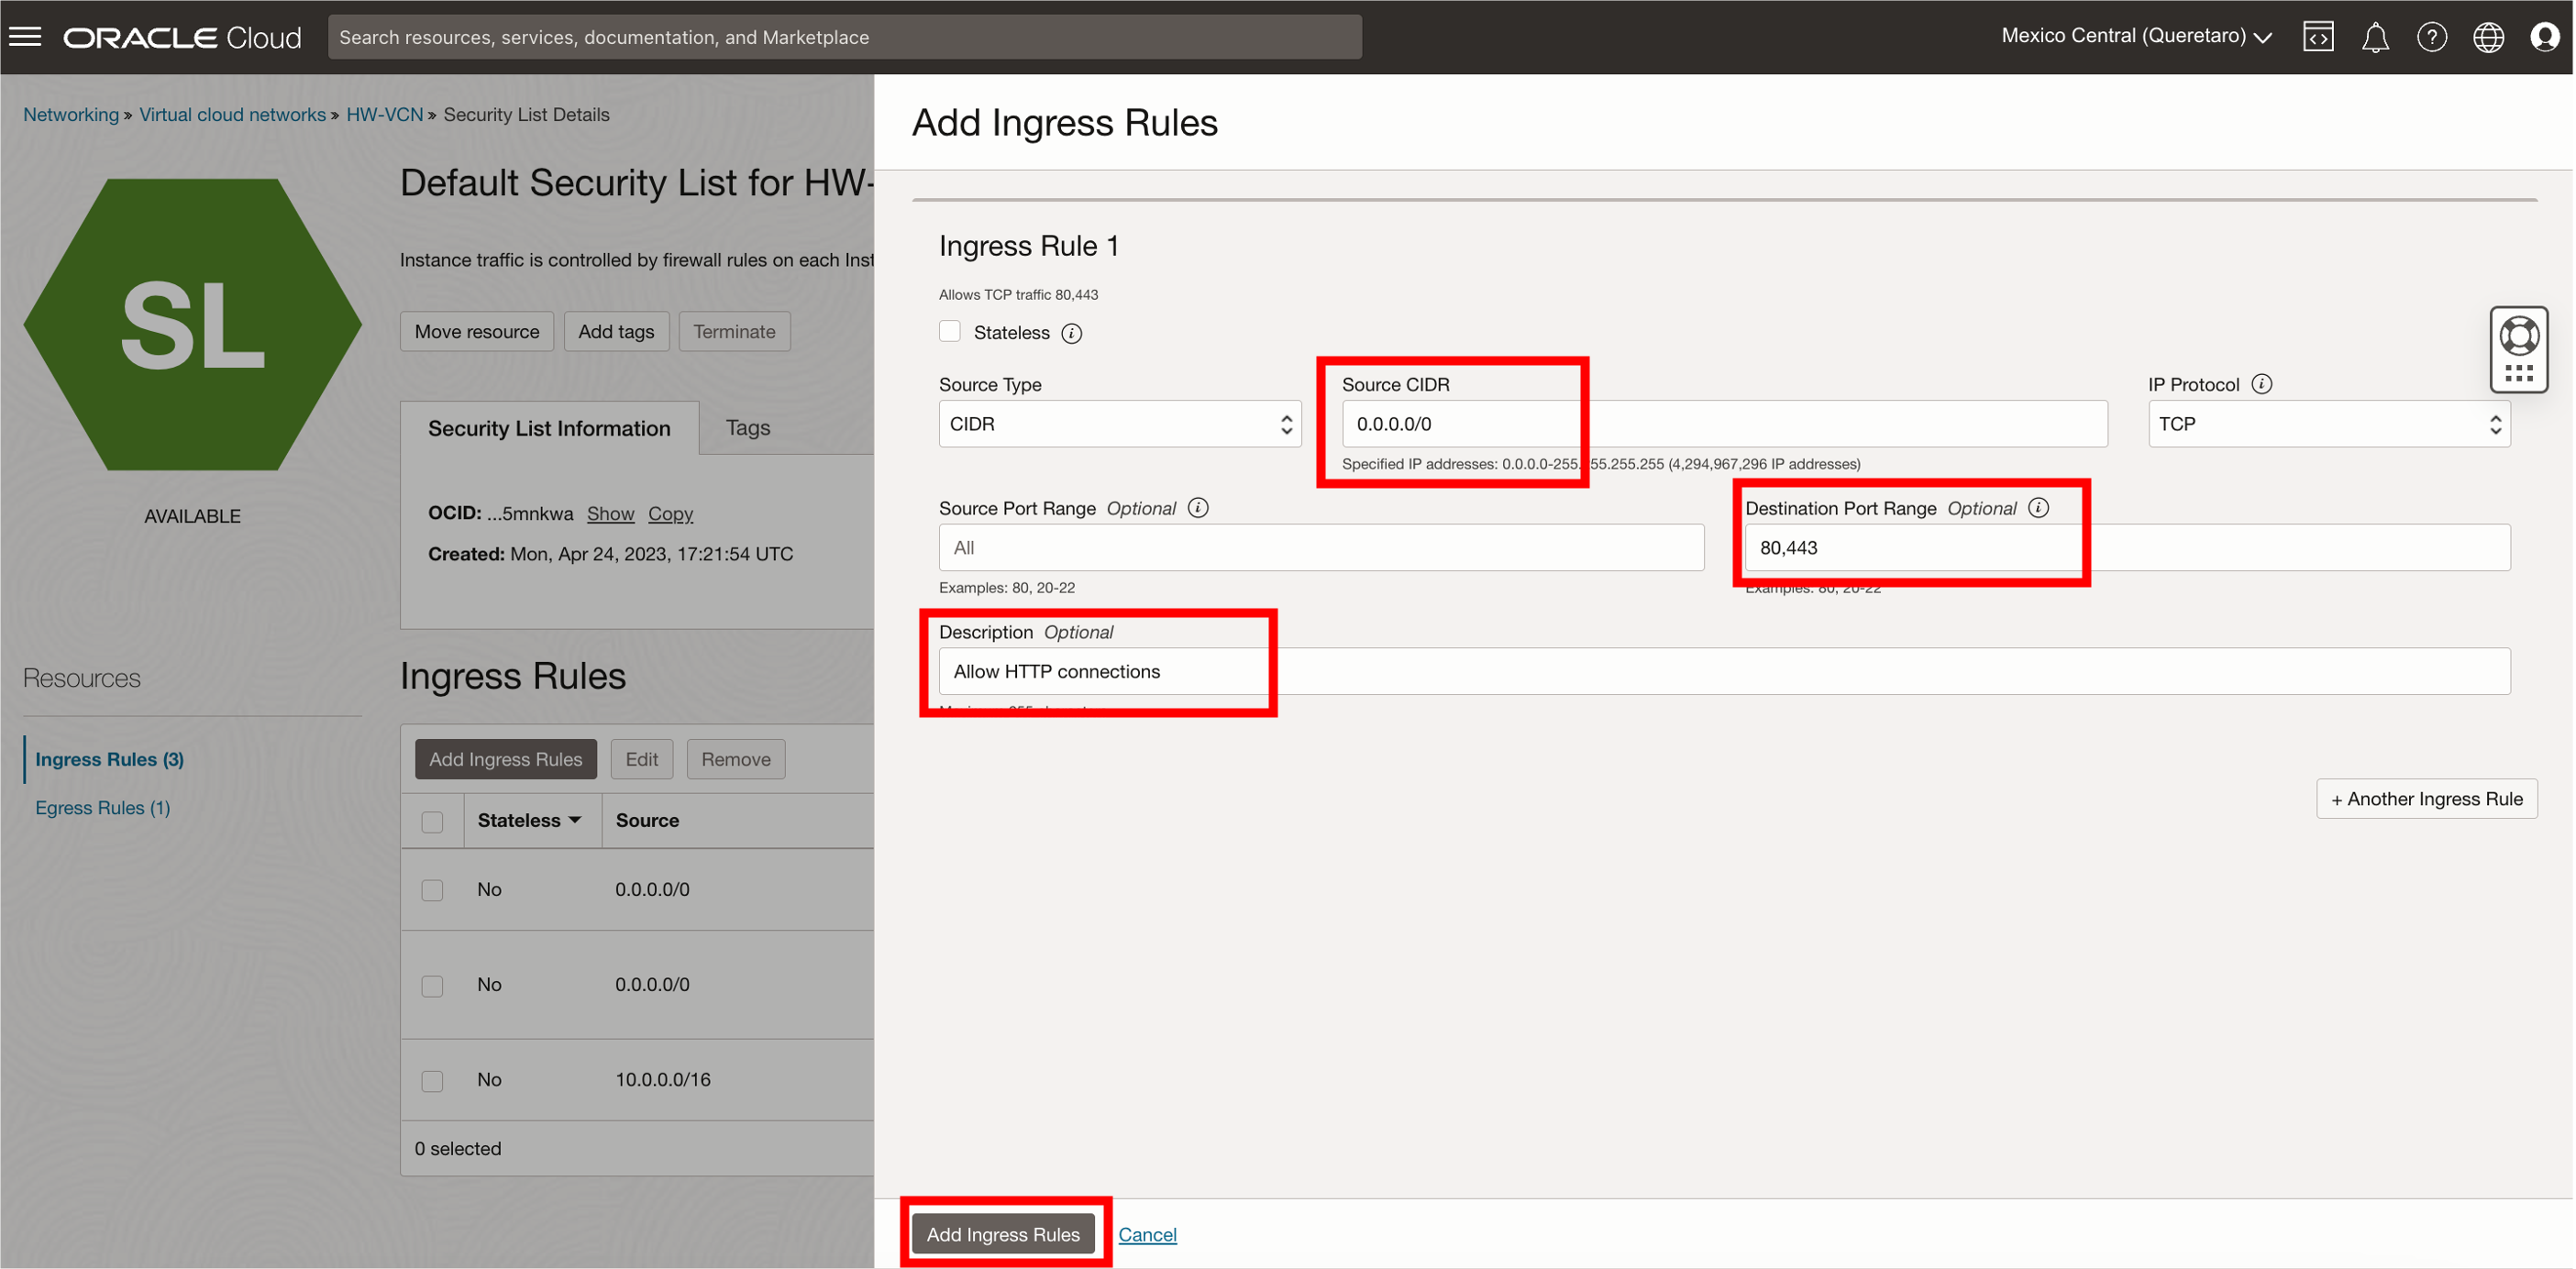 ORACLE Cloud
Search resources, services, documentation, and Marketplace
Mexico Central (Queretaro)
Networking » Virtual cloud networks » HW-VCN » Security List Details
SL
AVAILABLE
Default Security List for HW-
Instance traffic is controlled by firewall rules on each Inst
Move resource
Add tags
Terminate
Security List Information
Tags
OCID: ...5mnkwa Show Copy
Created: Mon, Apr 24, 2023, 17:21:54 UTC
Resources
Ingress Rules (3)
Egress Rules (1)
Ingress Rules
Add Ingress Rules
Edit
Remove
Stateless
Source
No
0.0.0.0/0
No
0.0.0.0/0
No
10.0.0.0/16
0 selected
Add Ingress Rules
Ingress Rule 1
Allows TCP traffic 80,443
Stateless
Source Type
CIDR
Source CIDR
0.0.0.0/0
Specified IP addresses: 0.0.0.0-255. 55.255.255 (4,294,967,296 IP addresses)
IP Protocol
TCP
Source Port Range Optional
All
Examples: 80, 20-22
Destination Port Range Optional
80,443
Examples: 80, 20-22
Description Optional
Allow HTTP connections
+ Another Ingress Rule
Add Ingress Rules
Cancel